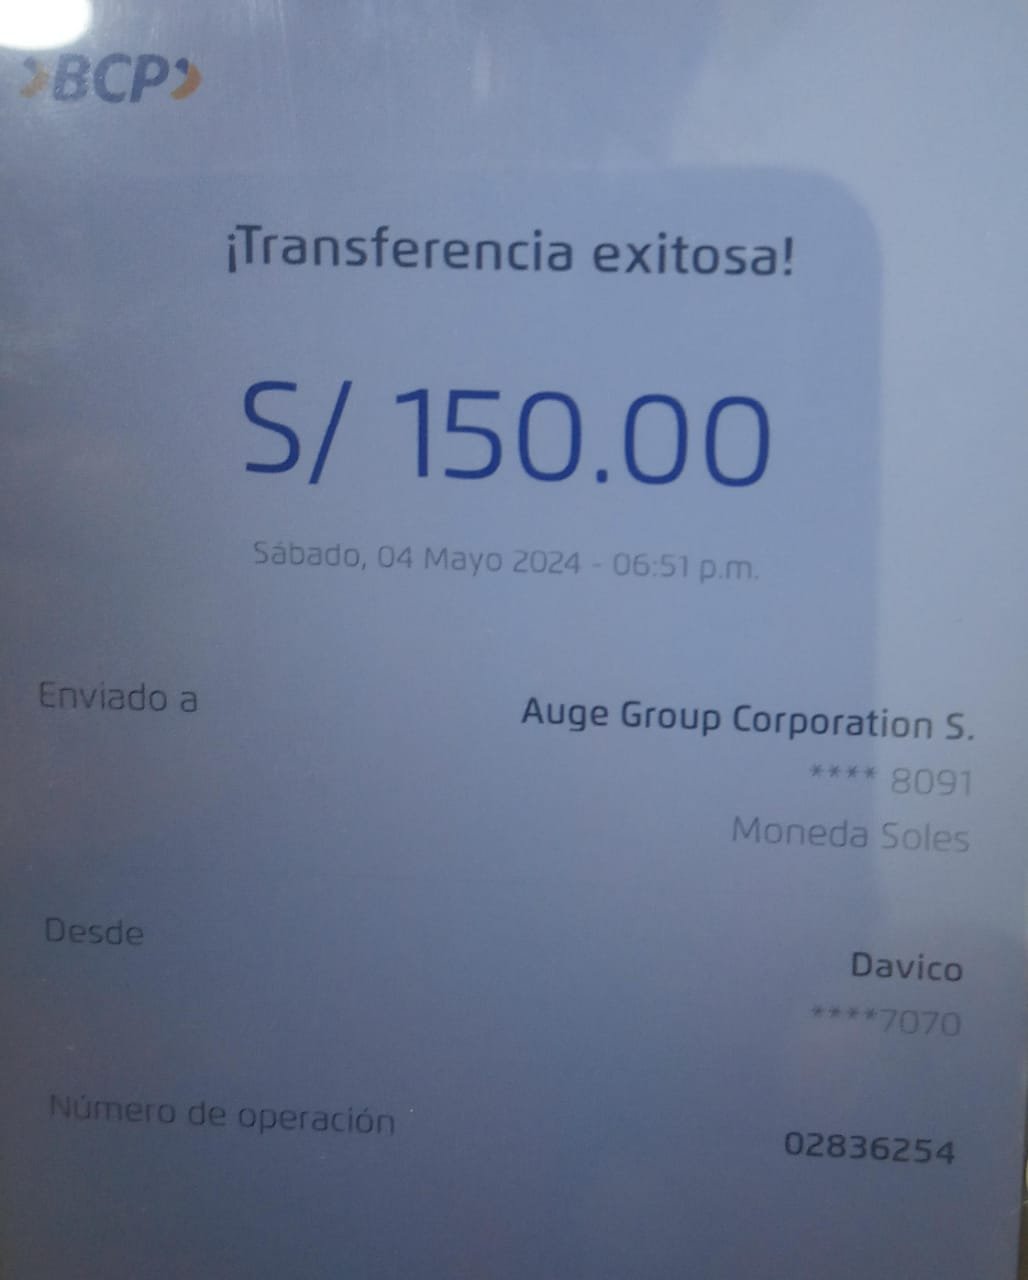 BCP
¡Transferencia exitosa!
S/ 150.00
Sábado, 04 Mayo 2024 - 06:51 p.m.
Enviado a
Auge Group Corporation S.
**** 8091
Moneda Soles
Desde
Davico
****7070
Número de operación
02836254